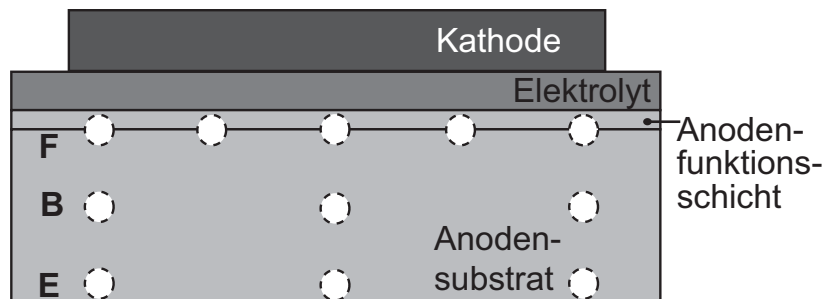 Kathode
Elektrolyt
F
Anoden-
funktions-
schicht
B
Anoden-
substrat
E